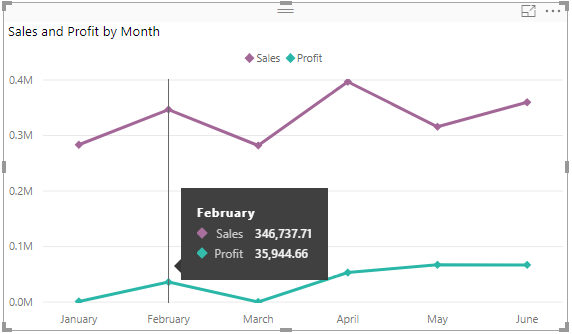 Sales and Profit by Month
Sales Profit
0.4M
0.3M
0.2M
0.1M
0.0M
February
Sales 346,737.71
Profit 35,944.66
January February March April May June